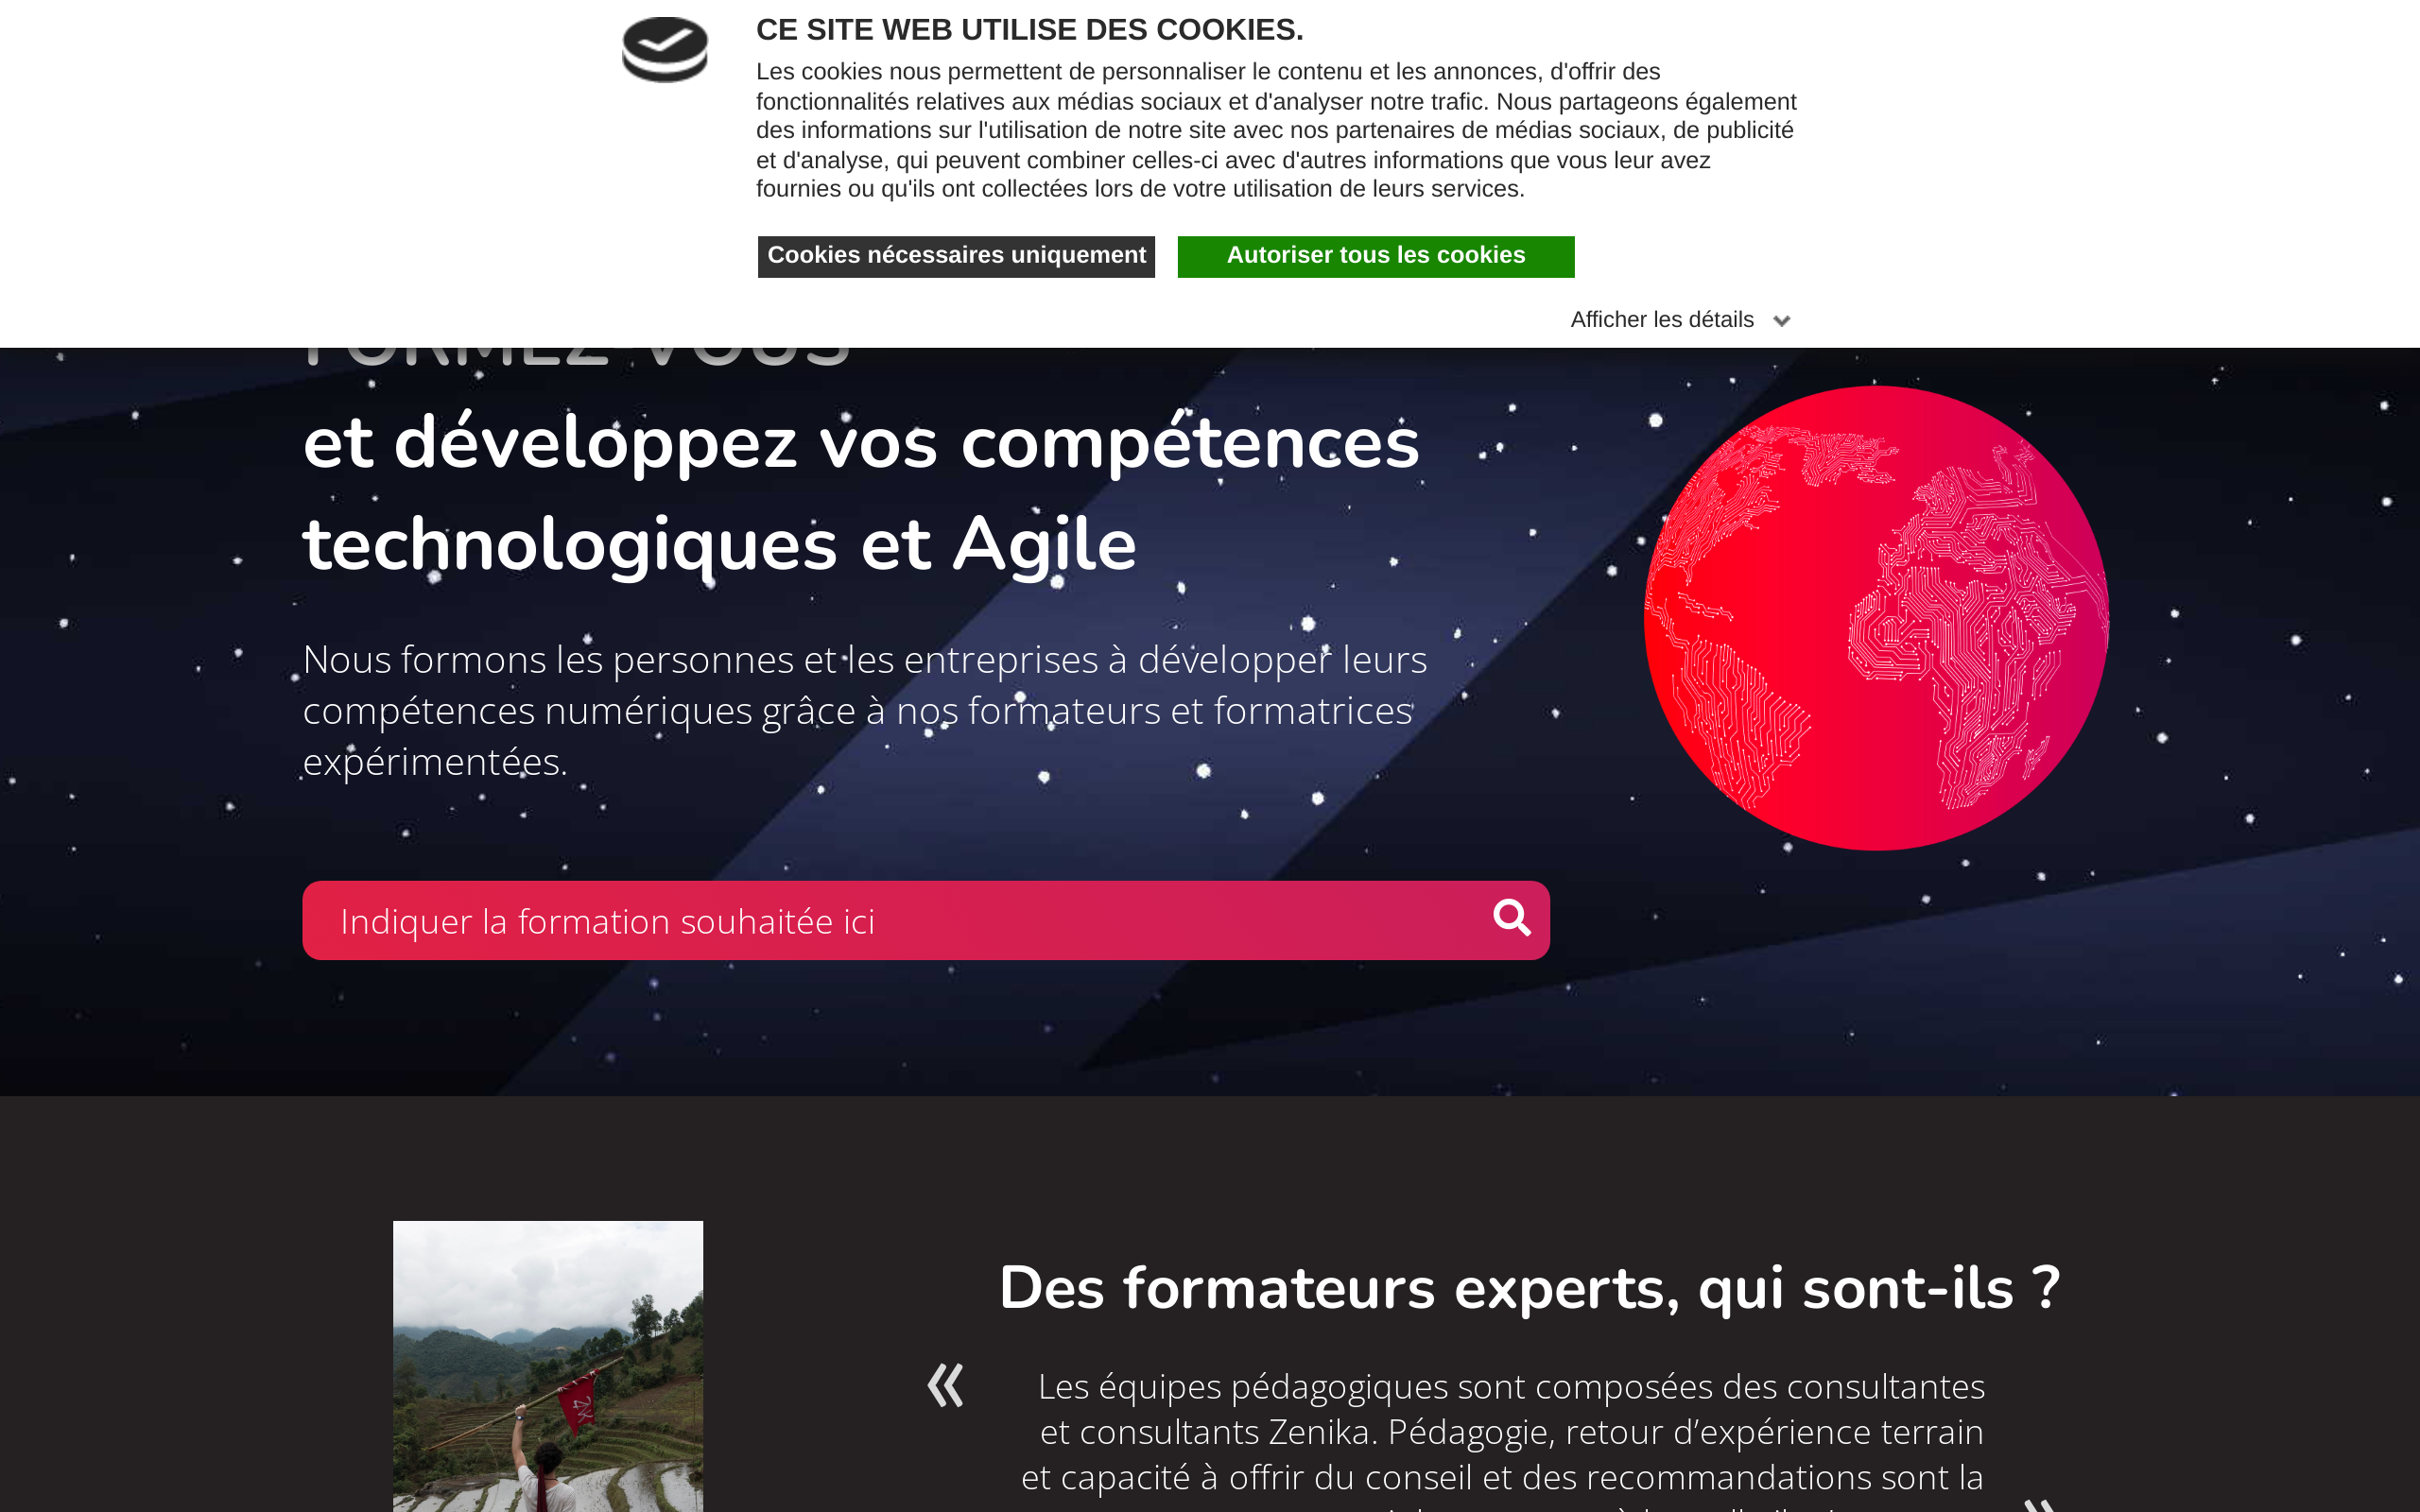 CE SITE WEB UTILISE DES COOKIES.
Les cookies nous permettent de personnaliser le contenu et les annonces, d'offrir des
fonctionnalités relatives aux médias sociaux et d'analyser notre trafic. Nous partageons également
des informations sur l'utilisation de notre site avec nos partenaires de médias sociaux, de publicité
et d'analyse, qui peuvent combiner celles-ci avec d'autres informations que vous leur avez
fournies ou qu'ils ont collectées lors de votre utilisation de leurs services.
Cookies nécessaires uniquement
Autoriser tous les cookies
Afficher les détails
FORMEZ-VOUS
et développez vos compétences
technologiques et Agile
Nous formons les personnes et les entreprises à développer leurs
compétences numériques grâce à nos formateurs et formatrices
expérimentées.
Indiquer la formation souhaitée ici
Des formateurs experts, qui sont-ils ?
« Les équipes pédagogiques sont composées des consultantes
et consultants Zenika. Pédagogie, retour d’expérience terrain
et capacité à offrir du conseil et des recommandations sont la